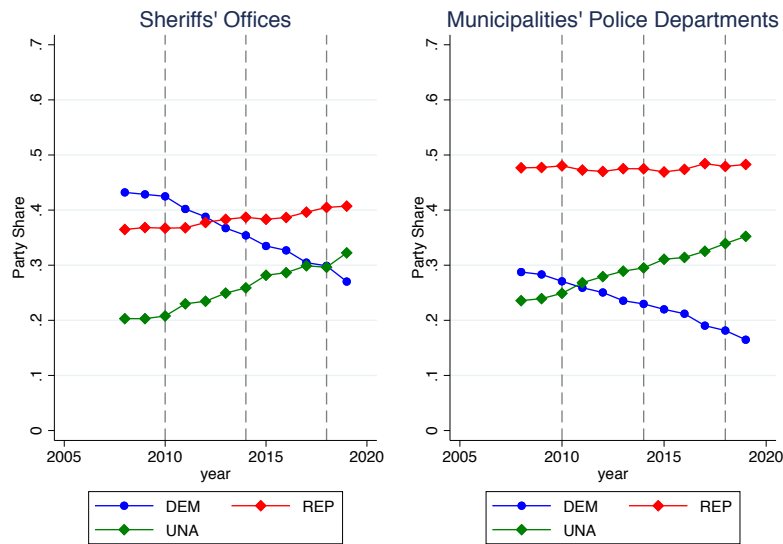 Sheriffs' Offices
Party Share
.7
.6
.5
.4
.3
.2
.1
0
2005 2010 2015 2020
year
DEM REP
UNA
Municipalities' Police Departments
Party Share
.7
.6
.5
.4
.3
.2
.1
0
2005 2010 2015 2020
year
DEM REP
UNA